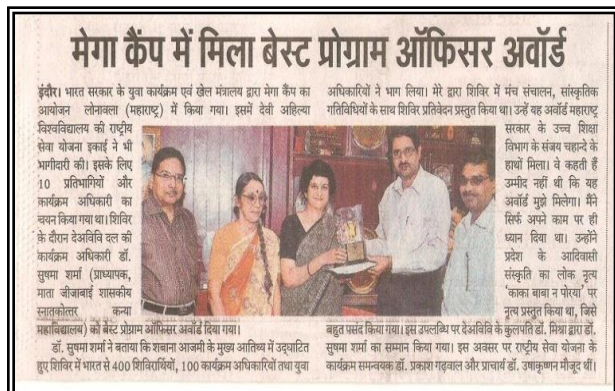 मेगा कैंप में मिला बेस्ट प्रोग्राम ऑफिसर अवॉर्ड
इंदौर। भारत सरकार के युवा कार्यक्रम एवं खेल मंत्रालय द्वारा मेगा कैंप का
आयोजन लोनावला (महाराष्ट्र) में किया गया। इसमें देवी अहिल्या
विश्वविद्यालय की राष्ट्रीय
सेवा योजना इकाई ने भी
भागीदारी की। इसके लिए
10 प्रतिभागियों और
कार्यक्रम अधिकारी का
चयन किया गया था। शिविर
के दौरान देअविवि दल की
कार्यक्रम अधिकारी डॉ.
सुषमा शर्मा (प्राध्यापक,
माता जीजाबाई शासकीय
स्नातकोत्तर कन्या
महाविद्यालय) को बेस्ट प्रोग्राम ऑफिसर अवॉर्ड दिया गया।
डॉ. सुषमा शर्मा ने बताया कि शबाना आजमी के मुख्य आतिथ्य में उद्घाटित
हुए शिविर में भारत से 400 शिविरार्थियों, 100 कार्यक्रम अधिकारियों तथा युवा
अधिकारियों ने भाग लिया। मेरे द्वारा शिविर में मंच संचालन, सांस्कृतिक
गतिविधियों के साथ शिविर प्रतिवेदन प्रस्तुत किया था। उन्हें यह अवॉर्ड महाराष्ट्र
सरकार के उच्च शिक्षा
विभाग के संजय चहान्दे के
हाथों मिला। वे कहती हैं
उम्मीद नहीं थी कि यह
अवॉर्ड मुझे मिलेगा। मैंने
सिर्फ अपने काम पर ही
ध्यान दिया था। उन्होंने
प्रदेश के आदिवासी
संस्कृति का लोक नृत्य
'काका बाबा न पोरया' पर
नृत्य प्रस्तुत किया था, जिसे
बहुत पसंद किया गया। इस उपलब्धि पर देअविवि के कुलपति डॉ. मिश्रा द्वारा डॉ.
सुषमा शर्मा का सम्मान किया गया। इस अवसर पर राष्ट्रीय सेवा योजना के
कार्यक्रम समन्वयक डॉ. प्रकाश गढ़वाल और प्राचार्य डॉ. उषाकृष्णन मौजूद थीं।